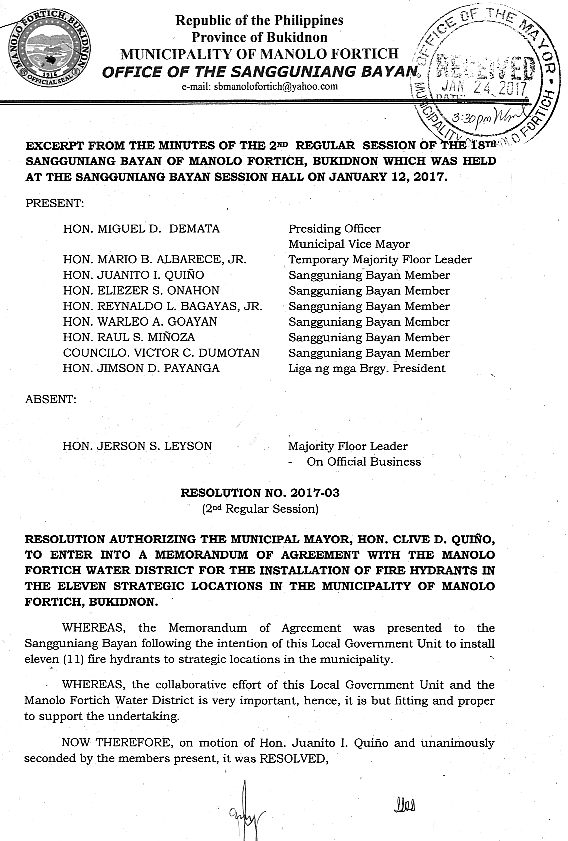 Republic of the Philippines
Province of Bukidnon
MUNICIPALITY OF MANOLO FORTICH
OFFICE OF THE SANGGUNIANG BAYAN
e-mail: sbmanolofortich@yahoo.com
MANOLO FORTICH, BUKIDNON
OFFICIAL SEAL
OFFICE OF THE MAYOR
RECEIVED
JAN 24 2017
DATE:
3:30 pm
MUNICIPALITY OF MANOLO FORTICH
EXCERPT FROM THE MINUTES OF THE 2ND REGULAR SESSION OF THE 18TH
SANGGUNIANG BAYAN OF MANOLO FORTICH, BUKIDNON WHICH WAS HELD
AT THE SANGGUNIANG BAYAN SESSION HALL ON JANUARY 12, 2017.
PRESENT:
HON. MIGUEL D. DEMATA Presiding Officer
Municipal Vice Mayor
HON. MARIO B. ALBARECE, JR. Temporary Majority Floor Leader
HON. JUANITO I. QUIÑO Sangguniang Bayan Member
HON. ELIEZER S. ONAHON Sangguniang Bayan Member
HON. REYNALDO L. BAGAYAS, JR. Sangguniang Bayan Member
HON. WARLEO A. GOAYAN Sangguniang Bayan Member
HON. RAUL S. MIÑOZA Sangguniang Bayan Member
COUNCILO. VICTOR C. DUMOTAN Sangguniang Bayan Member
HON. JIMSON D. PAYANGA Liga ng mga Brgy. President
ABSENT:
HON. JERSON S. LEYSON Majority Floor Leader
- On Official Business
RESOLUTION NO. 2017-03
(2nd Regular Session)
RESOLUTION AUTHORIZING THE MUNICIPAL MAYOR, HON. CLIVE D. QUIÑO,
TO ENTER INTO A MEMORANDUM OF AGREEMENT WITH THE MANOLO
FORTICH WATER DISTRICT FOR THE INSTALLATION OF FIRE HYDRANTS IN
THE ELEVEN STRATEGIC LOCATIONS IN THE MUNICIPALITY OF MANOLO
FORTICH, BUKIDNON.
WHEREAS, the Memorandum of Agreement was presented to the
Sangguniang Bayan following the intention of this Local Government Unit to install
eleven (11) fire hydrants to strategic locations in the municipality.
WHEREAS, the collaborative effort of this Local Government Unit and the
Manolo Fortich Water District is very important, hence, it is but fitting and proper
to support the undertaking.
NOW THEREFORE, on motion of Hon. Juanito I. Quiño and unanimously
seconded by the members present, it was RESOLVED,